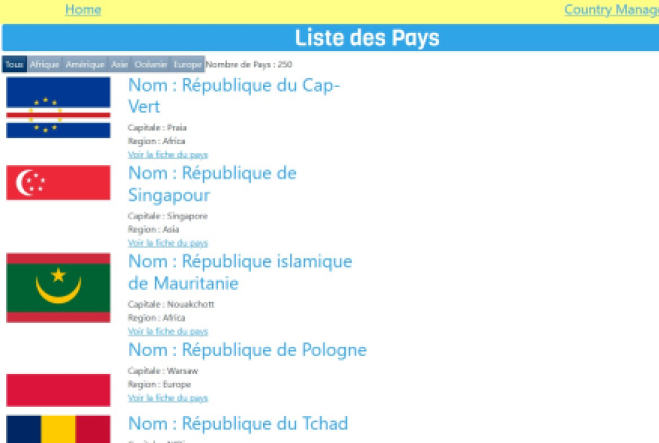 Home
Country Manag
Liste des Pays
Tous Afrique Amérique Asie Océanie Europe Nombre de Pays : 250
Nom : République du Cap-
Vert
Capitale : Praia
Region : Africa
Voir la fiche du pays
Nom : République de
Singapour
Capitale : Singapore
Region : Asia
Voir la fiche du pays
Nom : République islamique
de Mauritanie
Capitale : Nouakchott
Region : Africa
Voir la fiche du pays
Nom : République de Pologne
Capitale : Warsaw
Region : Europe
Voir la fiche du pays
Nom : République du Tchad